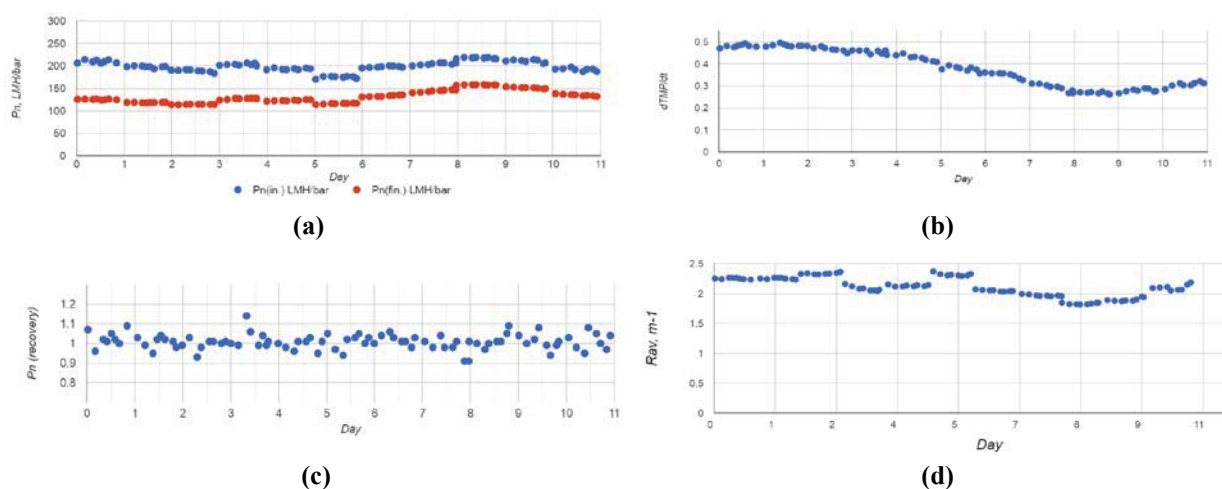 300
250
200
150
100
50
0
Pn, LMH/bar
0 1 2 3 4 5 6 7 8 9 10 11
Day
Pn(in.) LMH/bar Pn(fin.) LMH/bar
(a)
0.5
0.4
0.3
0.2
0.1
0
dTMP/dt
0 1 2 3 4 5 6 7 8 9 10 11
Day
(b)
1.2
1.1
1
0.9
0.8
Pn (recovery)
0 1 2 3 4 5 6 7 8 9 10 11
Day
(c)
2.5
2
1.5
1
0.5
0
Rav, m-1
0 1 2 4 5 7 8 9 11
Day
(d)